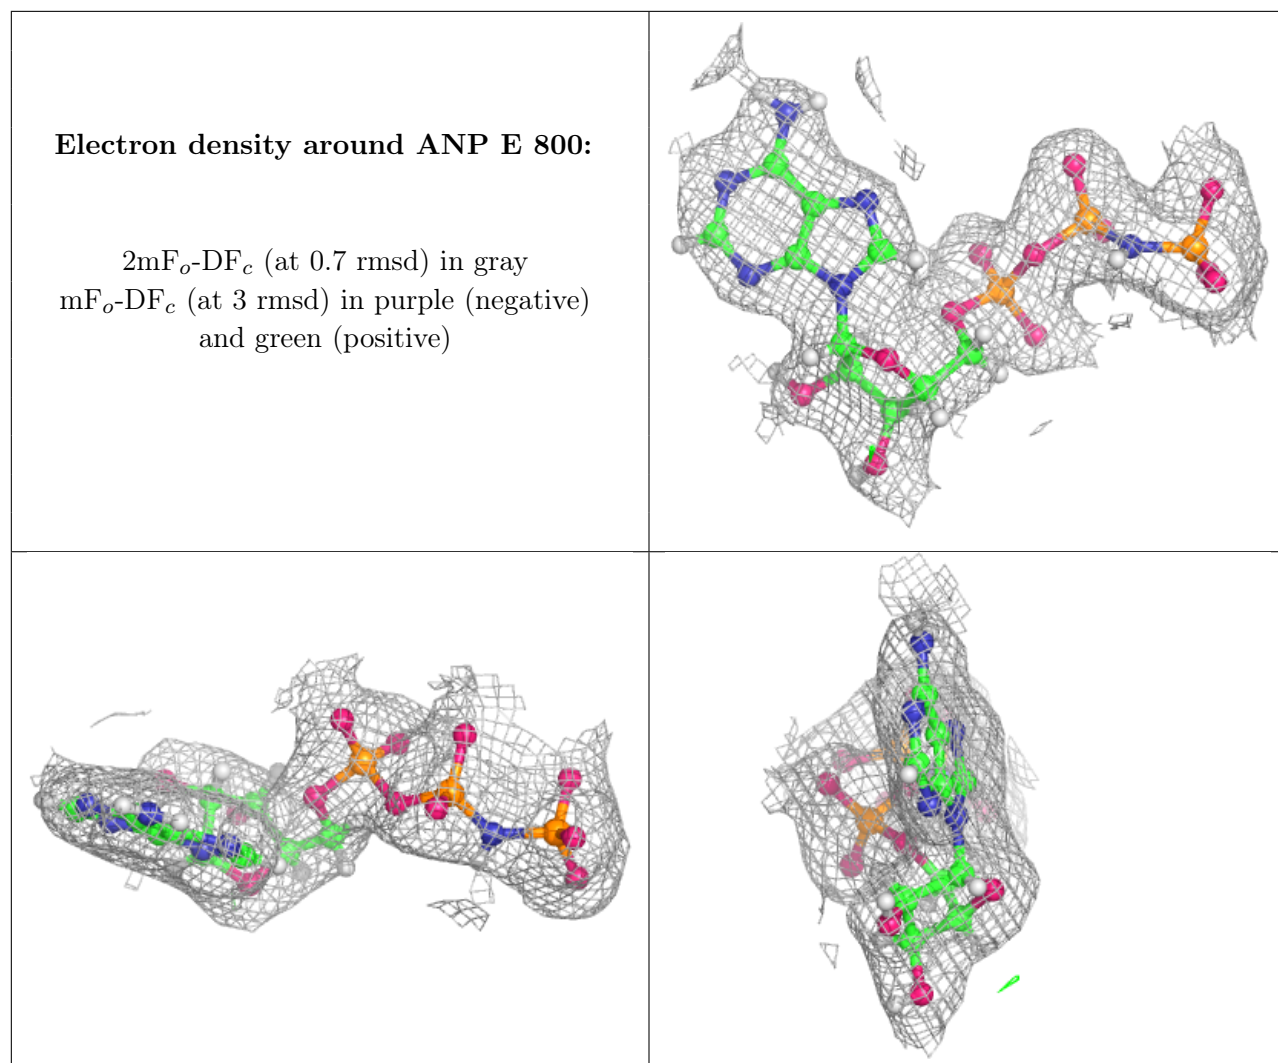 Electron density around ANP E 800:
2mFₒ-DF𝒸 (at 0.7 rmsd) in gray
mFₒ-DF𝒸 (at 3 rmsd) in purple (negative)
and green (positive)